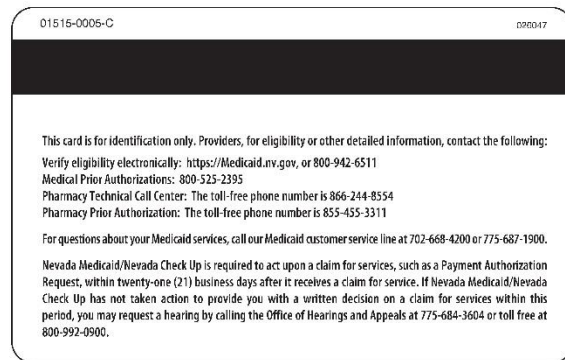 01515-0005-C
020047
This card is for identification only. Providers, for eligibility or other detailed information, contact the following:
Verify eligibility electronically: https://Medicaid.nv.gov, or 800-942-6511
Medical Prior Authorizations: 800-525-2395
Pharmacy Technical Call Center: The toll-free phone number is 866-244-8554
Pharmacy Prior Authorization: The toll-free phone number is 855-455-3311
For questions about your Medicaid services, call our Medicaid customer service line at 702-668-4200 or 775-687-1900.
Nevada Medicaid/Nevada Check Up is required to act upon a claim for services, such as a Payment Authorization
Request, within twenty-one (21) business days after it receives a claim for service. If Nevada Medicaid/Nevada
Check Up has not taken action to provide you with a written decision on a claim for services within this
period, you may request a hearing by calling the Office of Hearings and Appeals at 775-684-3604 or toll free at
800-992-0900.